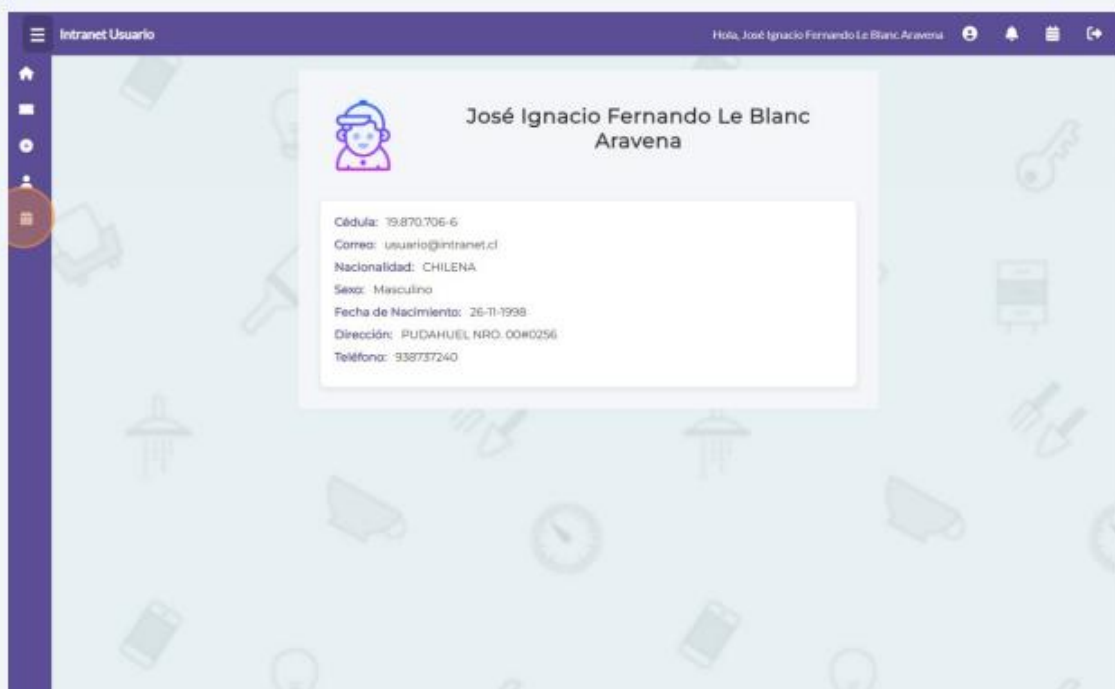 Intranet Usuario
Hola, José Ignacio Fernando Le Blanc Aravena
José Ignacio Fernando Le Blanc
Aravena
Cédula: 19.870.706-6
Correo: usuario@intranet.cl
Nacionalidad: CHILENA
Sexo: Masculino
Fecha de Nacimiento: 26-11-1998
Dirección: PUDAHUEL NRO. 00#0256
Teléfono: 938737240